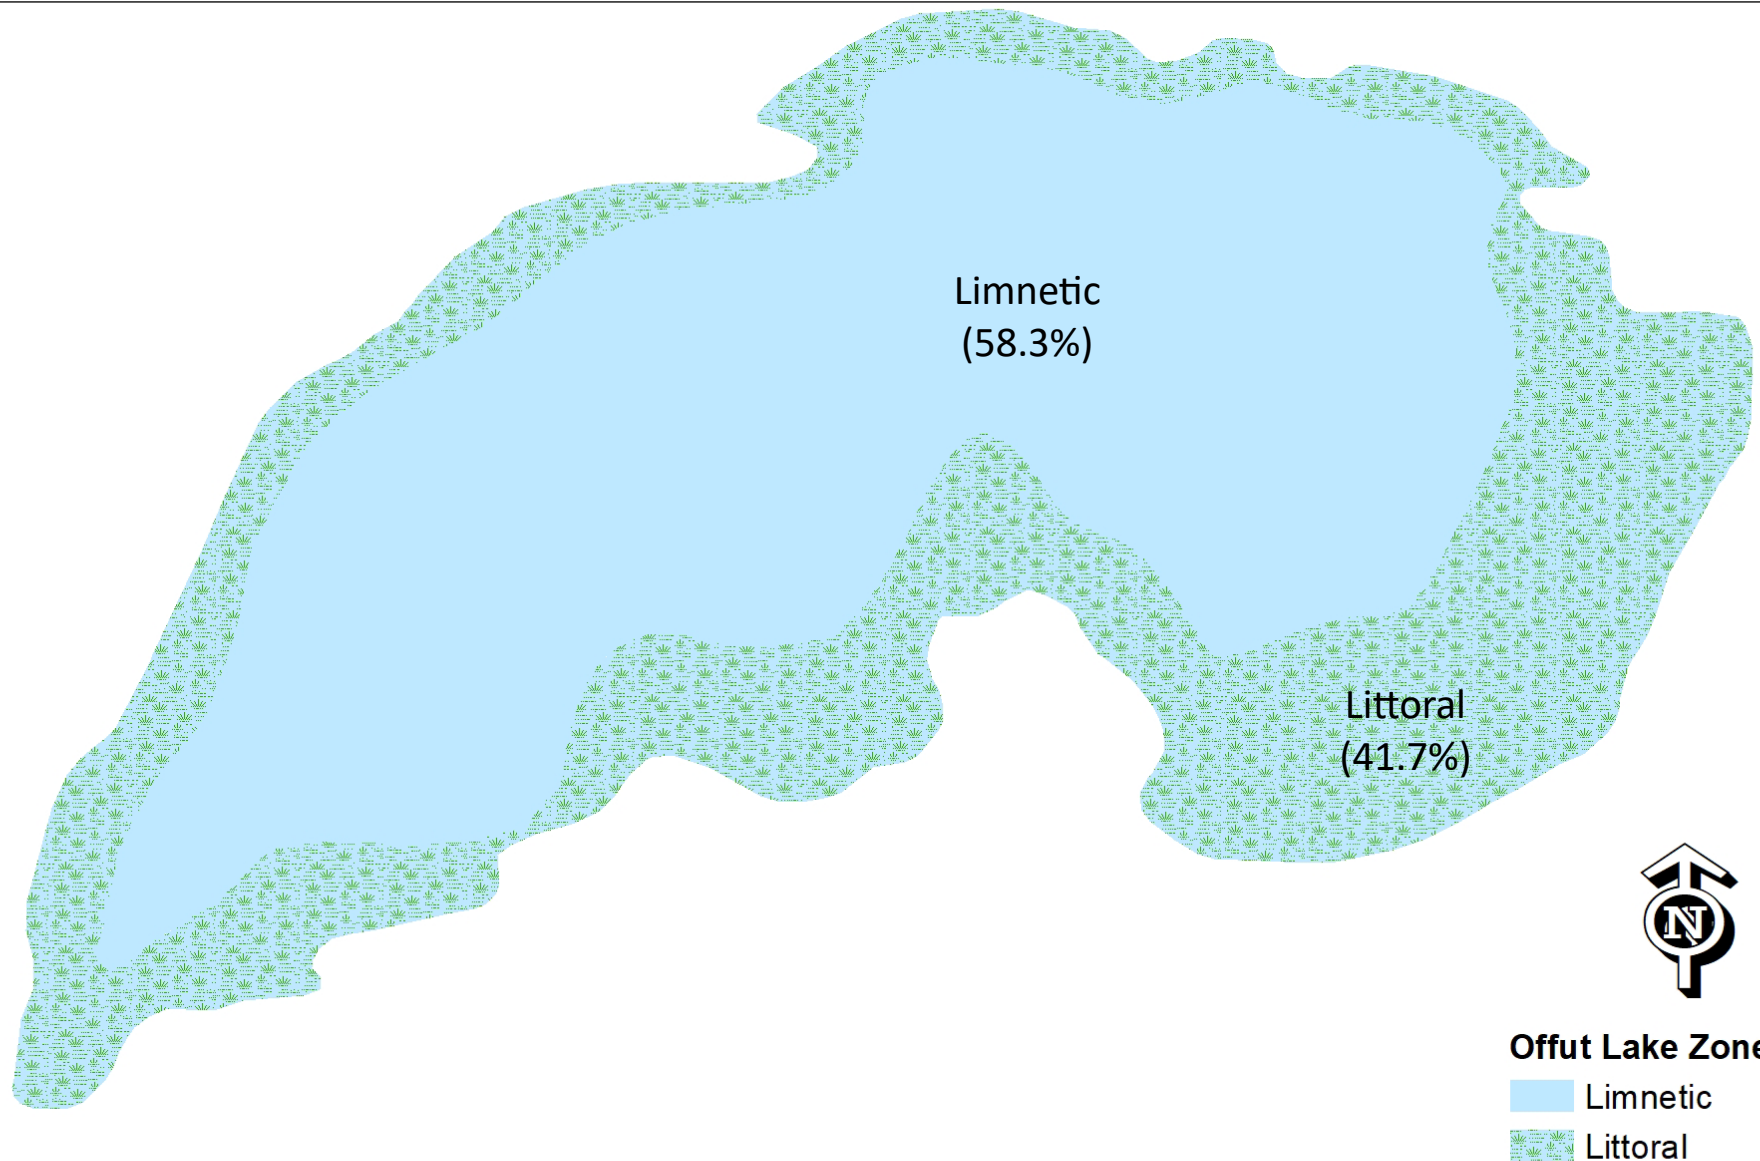 Limnetic
(58.3%)
Littoral
(41.7%)
N
Offut Lake Zone
Limnetic
Littoral